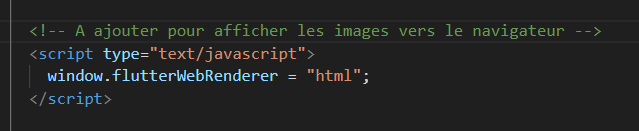 <!-- A ajouter pour afficher les images vers le navigateur -->
<script type="text/javascript">
window.flutterWebRenderer = "html";
</script>